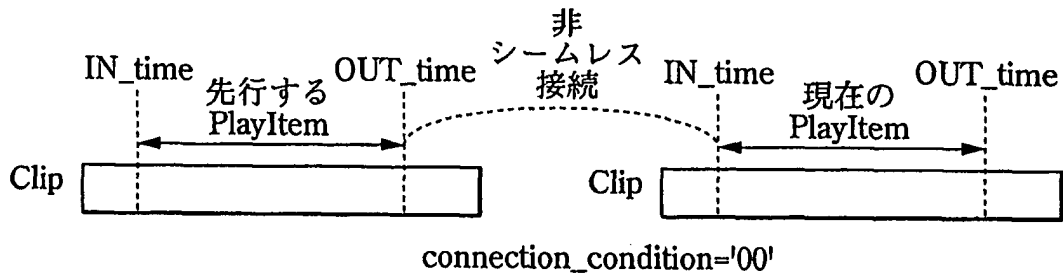 非
シームレス
接続
IN_time
OUT_time
IN_time
OUT_time
先行する
PlayItem
現在の
PlayItem
Clip
Clip
connection_condition='00'